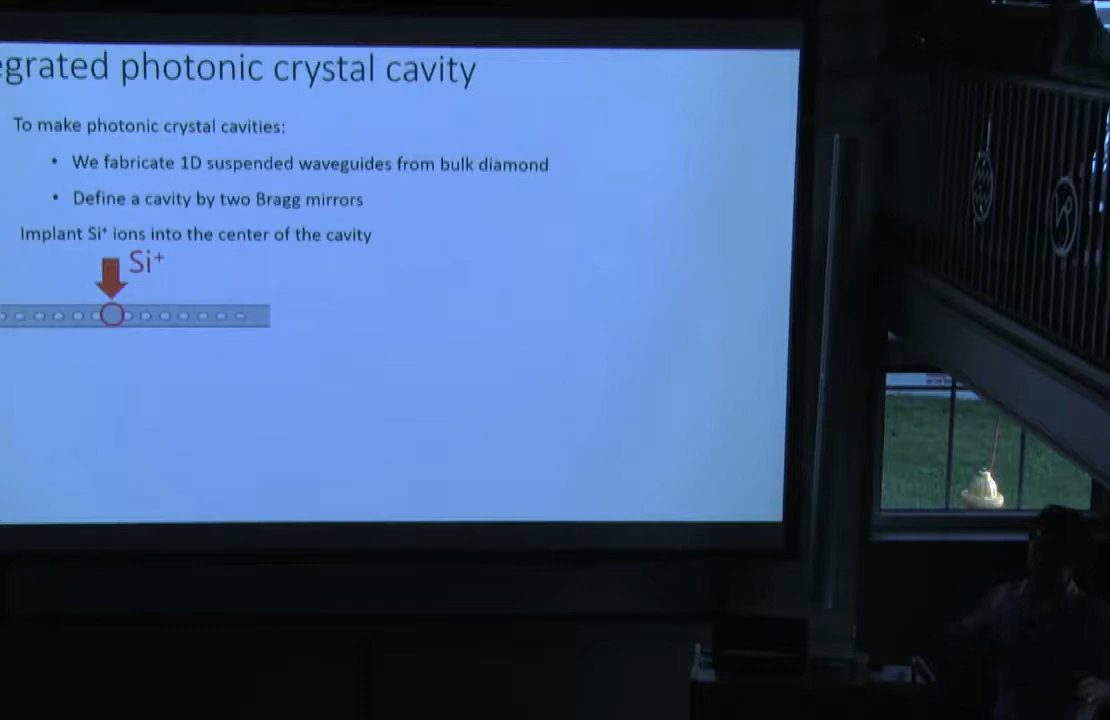 egrated photonic crystal cavity
To make photonic crystal cavities:
• We fabricate 1D suspended waveguides from bulk diamond
• Define a cavity by two Bragg mirrors
Implant Si⁺ ions into the center of the cavity
Si⁺